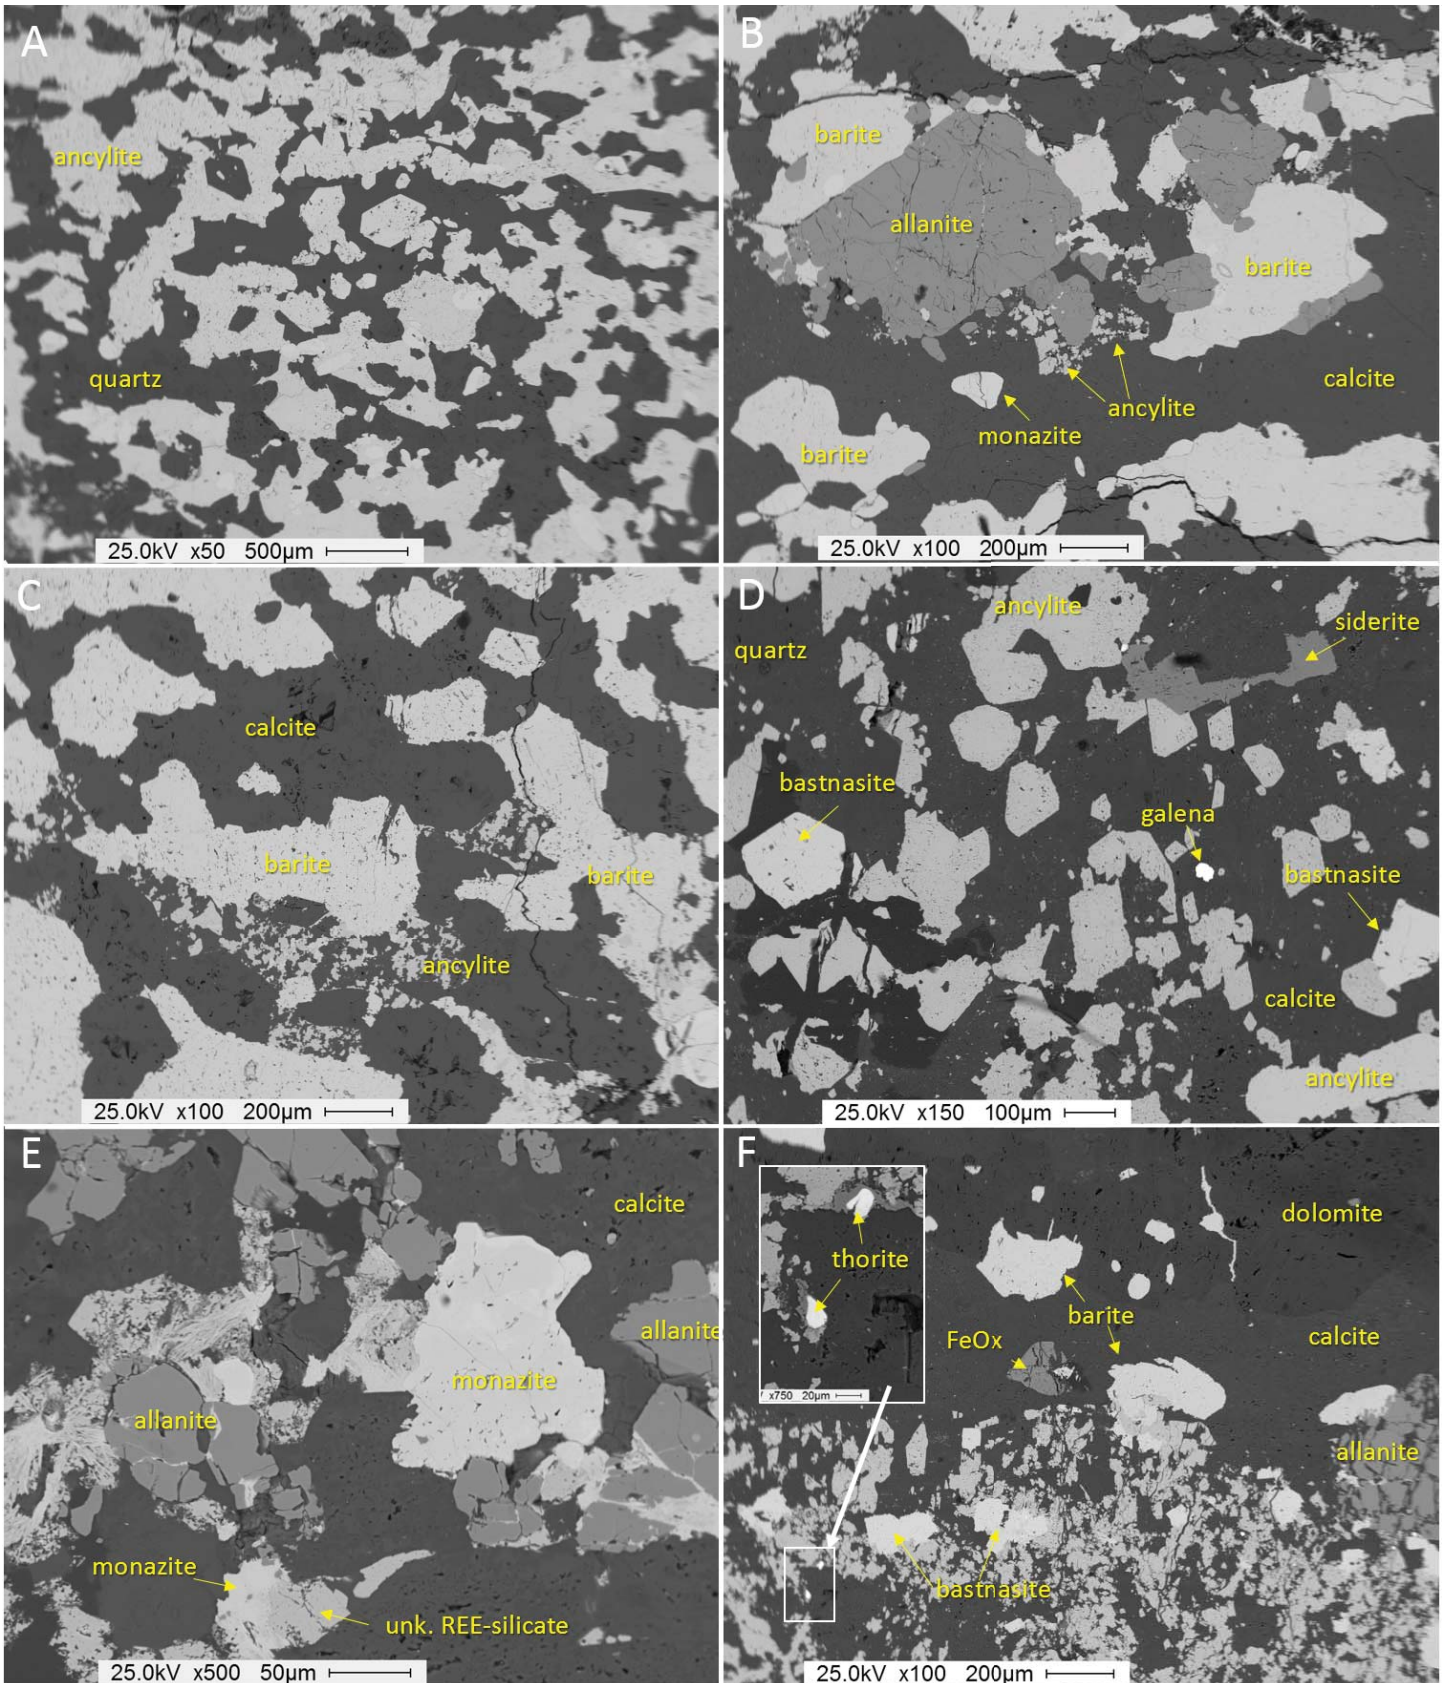 A
ancylite
quartz
25.0kV x50 500µm
B
barite
allanite
barite
calcite
ancylite
monazite
barite
25.0kV x100 200µm
C
calcite
barite
barite
ancylite
25.0kV x100 200µm
D
ancylite
siderite
quartz
bastnasite
galena
bastnasite
calcite
ancylite
25.0kV x150 100µm
E
calcite
allanite
monazite
allanite
monazite
unk. REE-silicate
25.0kV x500 50µm
F
dolomite
thorite
barite
FeOx
calcite
x750 20µm
allanite
bastnasite
25.0kV x100 200µm